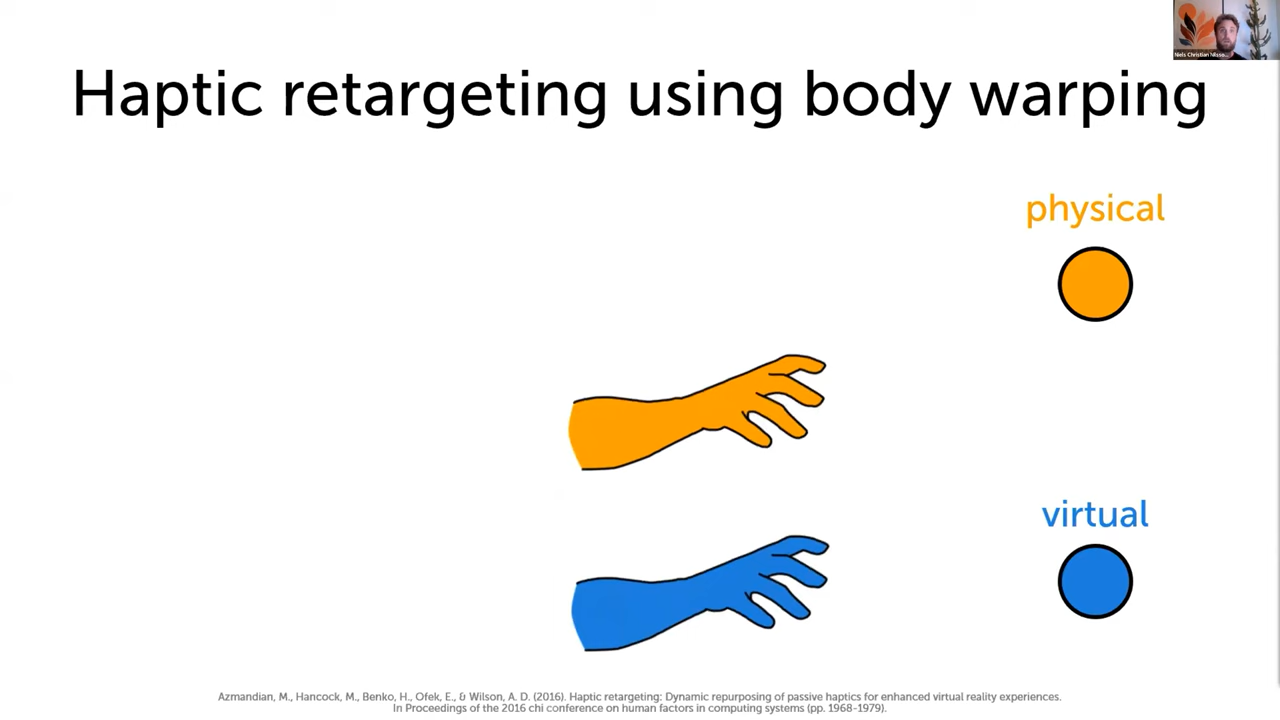 Haptic retargeting using body warping
physical
virtual
Azmandian, M., Hancock, M., Benko, H., Ofek, E., & Wilson, A. D. (2016). Haptic retargeting: Dynamic repurposing of passive haptics for enhanced virtual reality experiences.
In Proceedings of the 2016 chi conference on human factors in computing systems (pp. 1968-1979).
Niels Christian